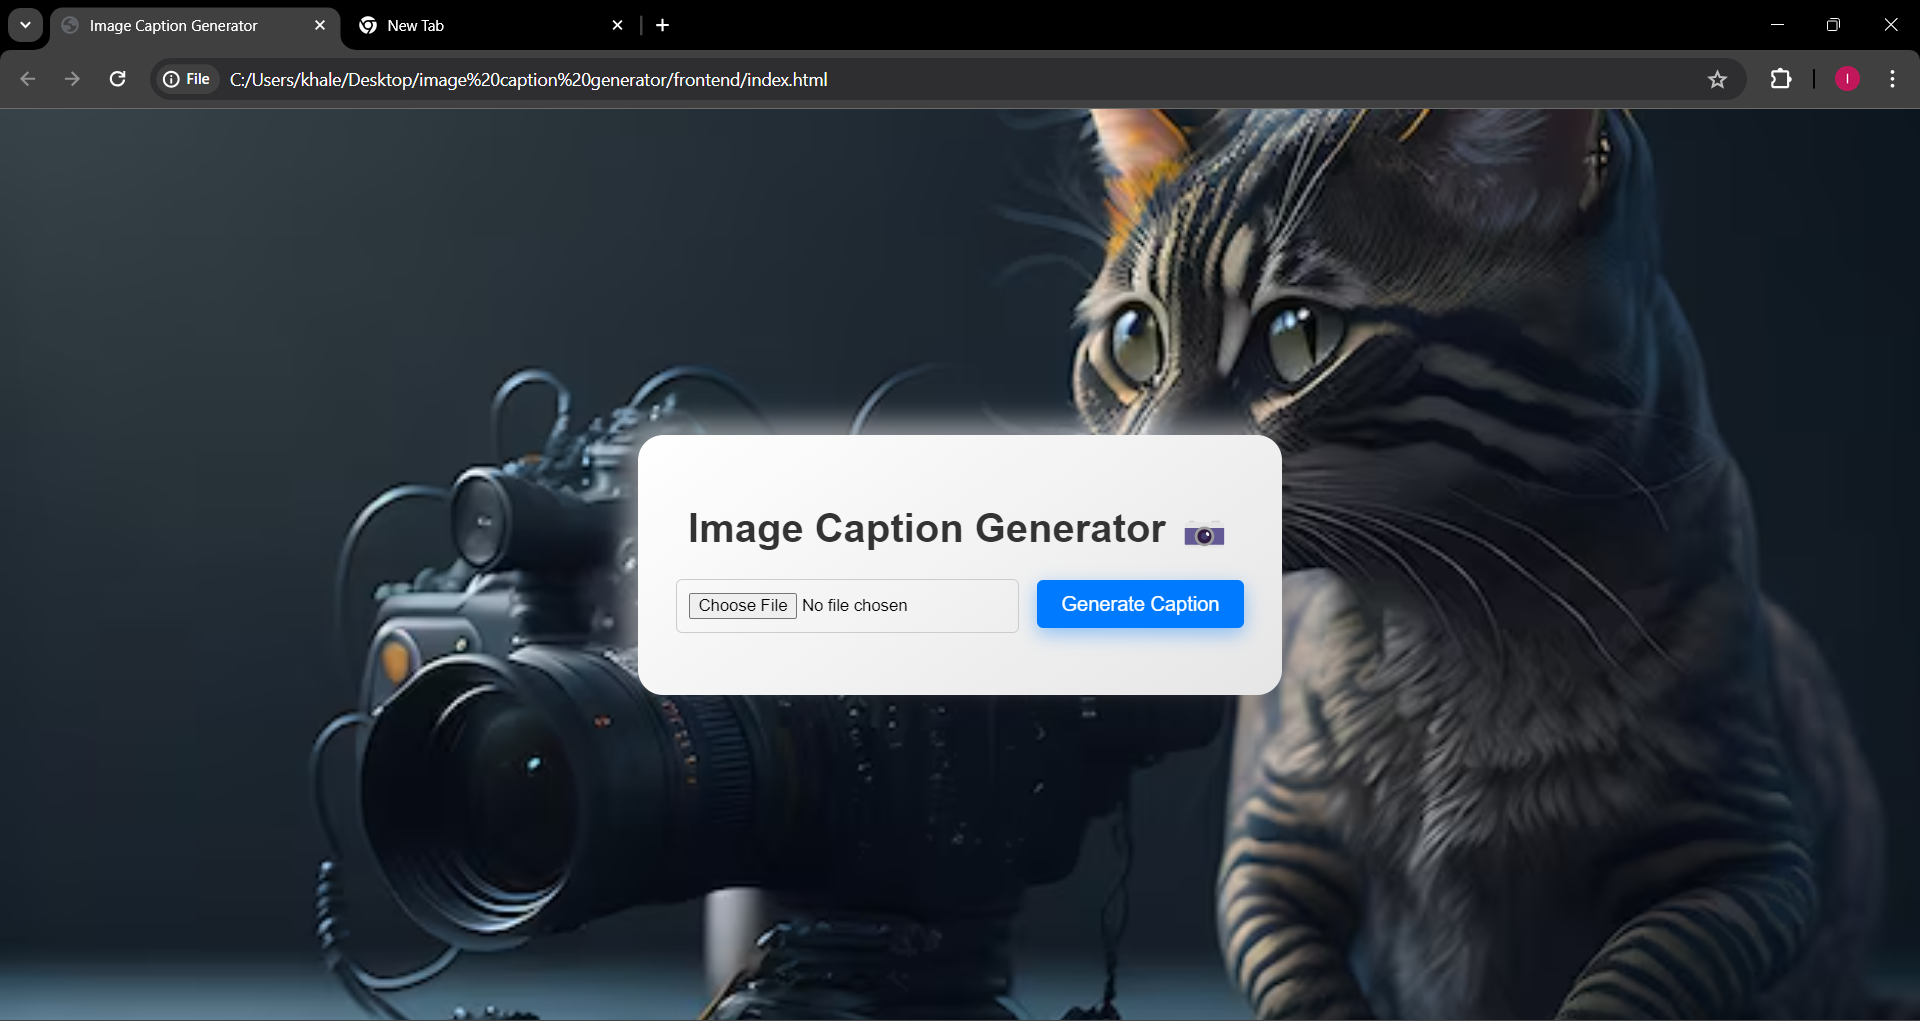 Image Caption Generator
New Tab
File C:/Users/khale/Desktop/image%20caption%20generator/frontend/index.html
I
Image Caption Generator
Choose File No file chosen
Generate Caption